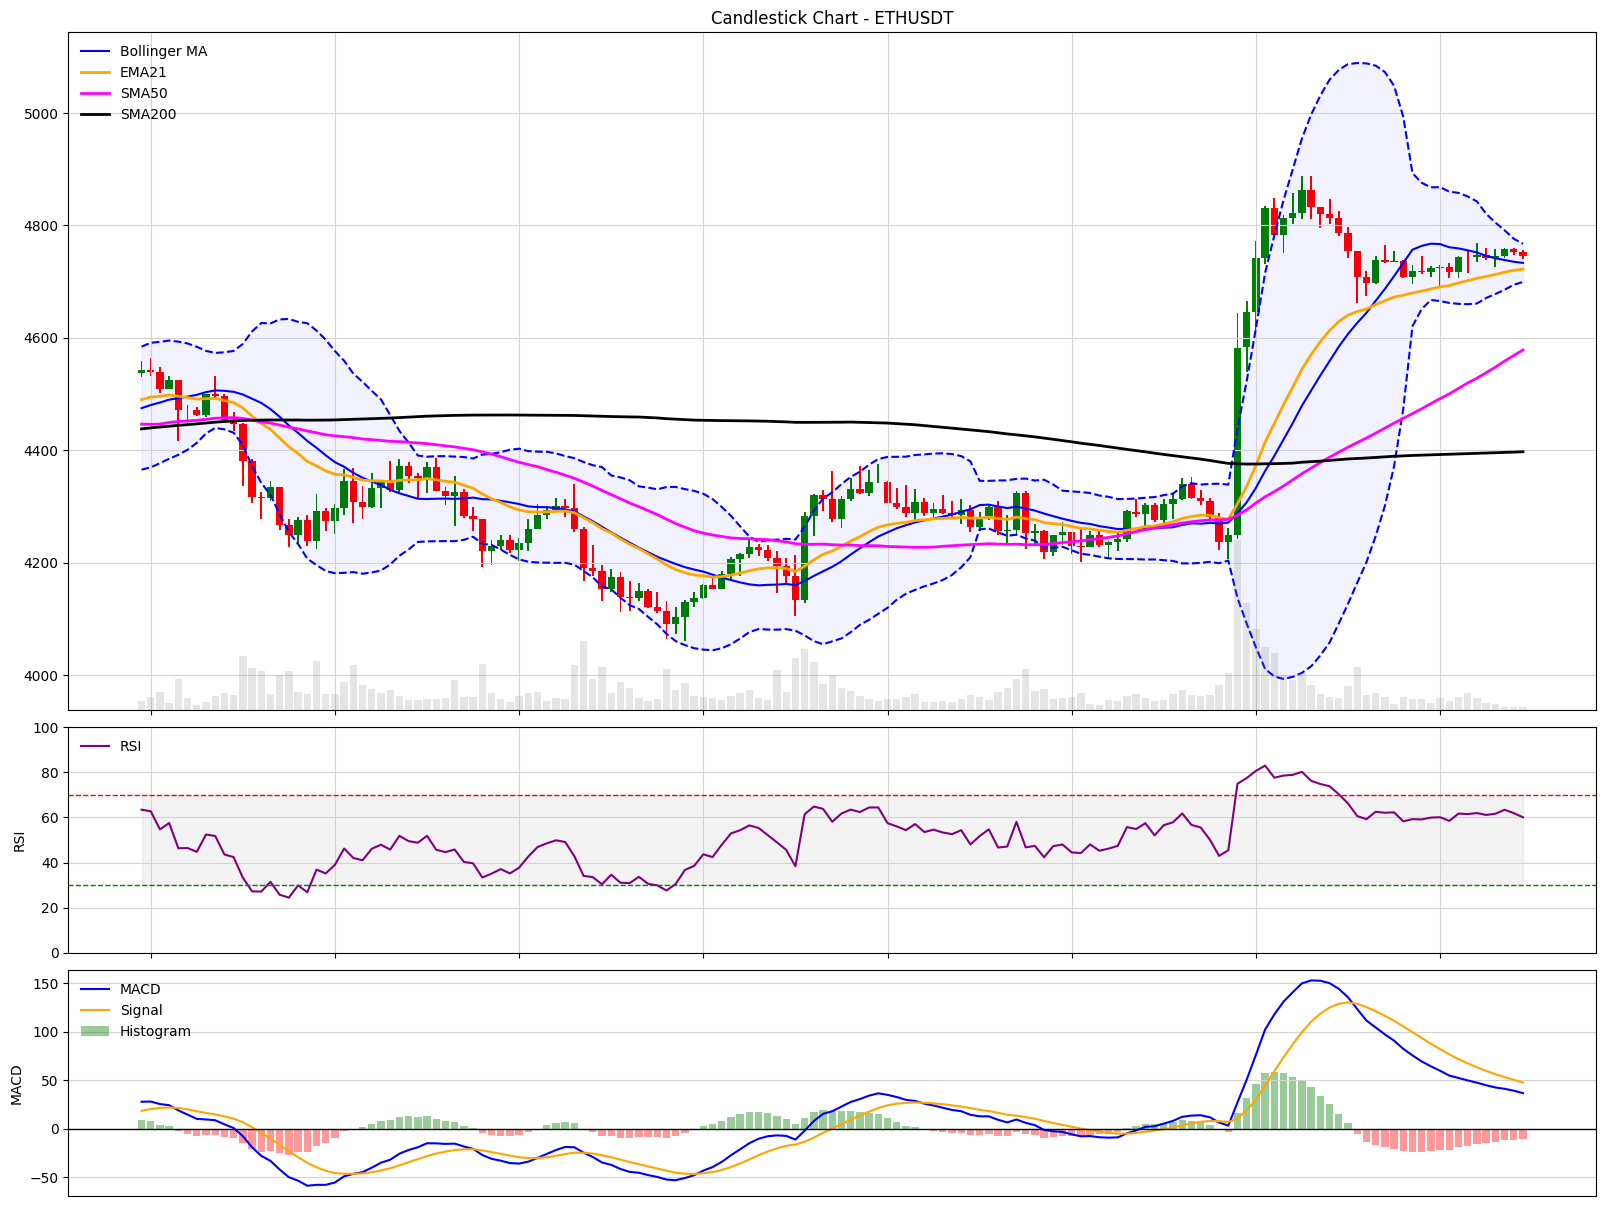 Candlestick Chart - ETHUSDT
Bollinger MA
EMA21
SMA50
SMA200
5000
4800
4600
4400
4200
4000
RSI
100
80
60
40
20
0
RSI
MACD
Signal
Histogram
150
100
50
0
−50
MACD